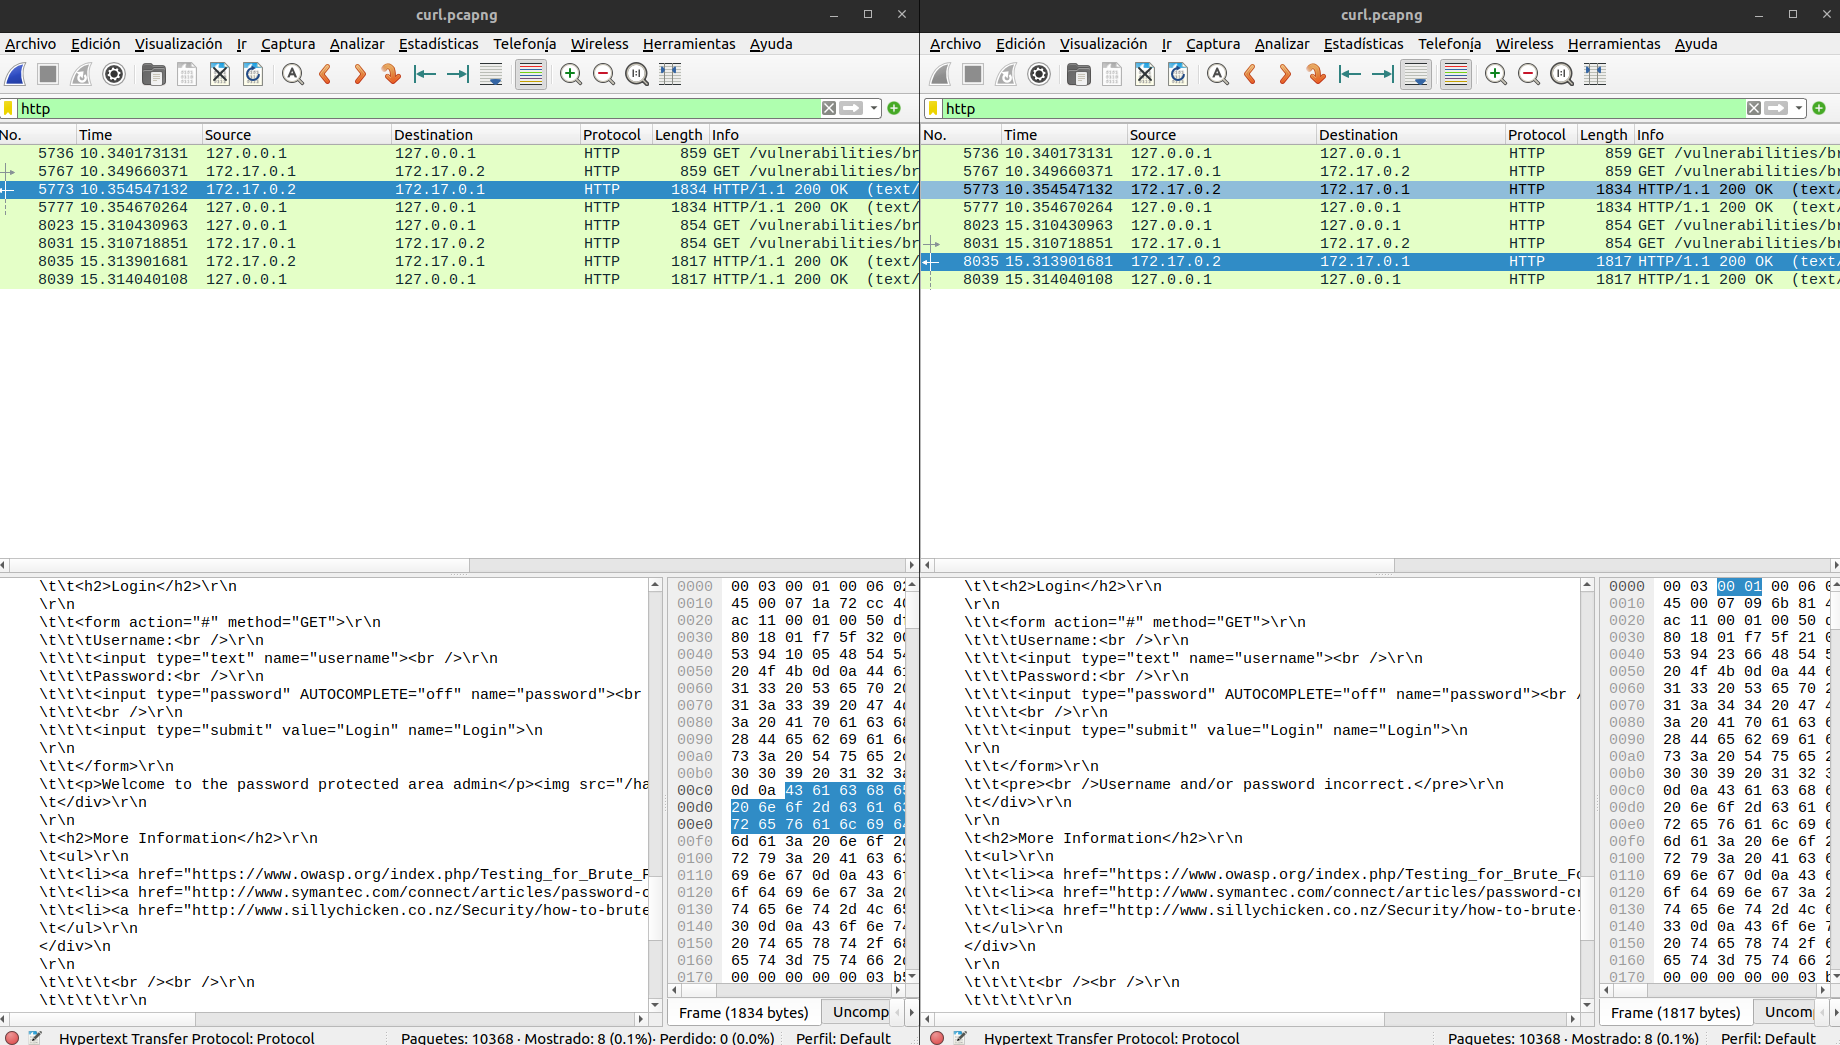 curl.pcapng
Archivo Edición Visualización Ir Captura Analizar Estadísticas Telefonía Wireless Herramientas Ayuda
http
No. Time Source Destination Protocol Length Info
5736 10.340173131 127.0.0.1 127.0.0.1 HTTP 859 GET /vulnerabilities/br
5767 10.349660371 172.17.0.1 172.17.0.2 HTTP 859 GET /vulnerabilities/br
5773 10.354547132 172.17.0.2 172.17.0.1 HTTP 1834 HTTP/1.1 200 OK (text/
5777 10.354670264 127.0.0.1 127.0.0.1 HTTP 1834 HTTP/1.1 200 OK (text/
8023 15.310430963 127.0.0.1 127.0.0.1 HTTP 854 GET /vulnerabilities/br
8031 15.310718851 172.17.0.1 172.17.0.2 HTTP 854 GET /vulnerabilities/br
8035 15.313901681 172.17.0.2 172.17.0.1 HTTP 1817 HTTP/1.1 200 OK (text/
8039 15.314040108 127.0.0.1 127.0.0.1 HTTP 1817 HTTP/1.1 200 OK (text/
\t\t<h2>Login</h2>\r\n
\r\n
\t\t<form action="#" method="GET">\r\n
\t\t\tUsername:<br />\r\n
\t\t\t<input type="text" name="username"><br />\r\n
\t\t\tPassword:<br />\r\n
\t\t\t<input type="password" AUTOCOMPLETE="off" name="password"><br
\t\t\t<br />\r\n
\t\t\t<input type="submit" value="Login" name="Login">\n
\r\n
\t\t</form>\r\n
\t\t<p>Welcome to the password protected area admin</p><img src="/ha
\t</div>\r\n
\r\n
\t<h2>More Information</h2>\r\n
\t<ul>\r\n
\t\t<li><a href="https://www.owasp.org/index.php/Testing_for_Brute_F
\t\t<li><a href="http://www.symantec.com/connect/articles/password-c
\t\t<li><a href="http://www.sillychicken.co.nz/Security/how-to-brute
\t</ul>\r\n
</div>\n
\r\n
\t\t\t\t<br /><br />\r\n
\t\t\t\t\r\n
0000 00 03 00 01 00 06 02
0010 45 00 07 1a 72 cc 40
0020 ac 11 00 01 00 50 df
0030 80 18 01 f7 5f 32 00
0040 53 94 10 05 48 54 54
0050 20 4f 4b 0d 0a 44 61
0060 31 33 20 53 65 70 20
0070 31 3a 33 39 20 47 4d
0080 3a 20 41 70 61 63 68
0090 28 44 65 62 69 61 6e
00a0 73 3a 20 54 75 65 2c
00b0 30 30 39 20 31 32 3a
00c0 0d 0a 43 61 63 68 65
00d0 20 6e 6f 2d 63 61 63
00e0 72 65 76 61 6c 69 64
00f0 6d 61 3a 20 6e 6f 2d
0100 72 79 3a 20 41 63 63
0110 69 6e 67 0d 0a 43 6f
0120 6f 64 69 6e 67 3a 20
0130 74 65 6e 74 2d 4c 65
0140 30 0d 0a 43 6f 6e 74
0150 20 74 65 78 74 2f 68
0160 65 74 3d 75 74 66 2d
0170 00 00 00 00 00 03 b5
Frame (1834 bytes) Uncomp
Hypertext Transfer Protocol: Protocol Paquetes: 10368 · Mostrado: 8 (0.1%)· Perdido: 0 (0.0%) Perfil: Default
curl.pcapng
Archivo Edición Visualización Ir Captura Analizar Estadísticas Telefonía Wireless Herramientas Ayuda
http
No. Time Source Destination Protocol Length Info
5736 10.340173131 127.0.0.1 127.0.0.1 HTTP 859 GET /vulnerabilities/br
5767 10.349660371 172.17.0.1 172.17.0.2 HTTP 859 GET /vulnerabilities/br
5773 10.354547132 172.17.0.2 172.17.0.1 HTTP 1834 HTTP/1.1 200 OK (text/
5777 10.354670264 127.0.0.1 127.0.0.1 HTTP 1834 HTTP/1.1 200 OK (text/
8023 15.310430963 127.0.0.1 127.0.0.1 HTTP 854 GET /vulnerabilities/br
8031 15.310718851 172.17.0.1 172.17.0.2 HTTP 854 GET /vulnerabilities/br
8035 15.313901681 172.17.0.2 172.17.0.1 HTTP 1817 HTTP/1.1 200 OK (text/
8039 15.314040108 127.0.0.1 127.0.0.1 HTTP 1817 HTTP/1.1 200 OK (text/
\t\t<h2>Login</h2>\r\n
\r\n
\t\t<form action="#" method="GET">\r\n
\t\t\tUsername:<br />\r\n
\t\t\t<input type="text" name="username"><br />\r\n
\t\t\tPassword:<br />\r\n
\t\t\t<input type="password" AUTOCOMPLETE="off" name="password"><br /
\t\t\t<br />\r\n
\t\t\t<input type="submit" value="Login" name="Login">\n
\r\n
\t\t</form>\r\n
\t\t<pre><br />Username and/or password incorrect.</pre>\r\n
\t</div>\r\n
\r\n
\t<h2>More Information</h2>\r\n
\t<ul>\r\n
\t\t<li><a href="https://www.owasp.org/index.php/Testing_for_Brute_Fo
\t\t<li><a href="http://www.symantec.com/connect/articles/password-cr
\t\t<li><a href="http://www.sillychicken.co.nz/Security/how-to-brute-
\t</ul>\r\n
</div>\n
\r\n
\t\t\t\t<br /><br />\r\n
\t\t\t\t\r\n
0000 00 03 00 01 00 06
0010 45 00 07 09 6b 81
0020 ac 11 00 01 00 50
0030 80 18 01 f7 5f 21
0040 53 94 23 66 48 54
0050 20 4f 4b 0d 0a 44
0060 31 33 20 53 65 70
0070 31 3a 34 34 20 47
0080 3a 20 41 70 61 63
0090 28 44 65 62 69 61
00a0 73 3a 20 54 75 65
00b0 30 30 39 20 31 32
00c0 0d 0a 43 61 63 68
00d0 20 6e 6f 2d 63 61
00e0 72 65 76 61 6c 69
00f0 6d 61 3a 20 6e 6f
0100 72 79 3a 20 41 63
0110 69 6e 67 0d 0a 43
0120 6f 64 69 6e 67 3a
0130 74 65 6e 74 2d 4c
0140 33 0d 0a 43 6f 6e
0150 20 74 65 78 74 2f
0160 65 74 3d 75 74 66
0170 00 00 00 00 00 03
Frame (1817 bytes) Uncom
Hypertext Transfer Protocol: Protocol Paquetes: 10368 · Mostrado: 8 (0.1%) Perfil: Default